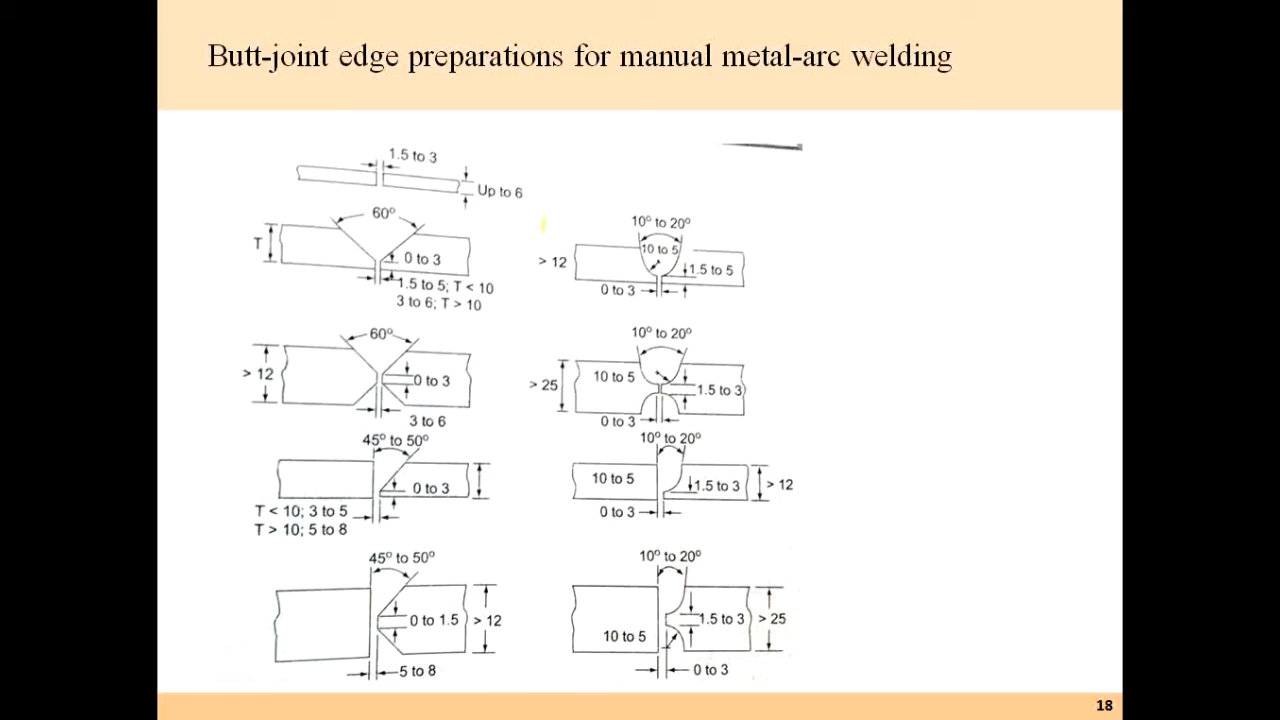 Butt-joint edge preparations for manual metal-arc welding
1.5 to 3
Up to 6
60°
T
0 to 3
1.5 to 5; T < 10
3 to 6; T > 10
60°
> 12
0 to 3
3 to 6
45° to 50°
0 to 3
T < 10; 3 to 5
T > 10; 5 to 8
45° to 50°
0 to 1.5
> 12
5 to 8
10° to 20°
10 to 5
> 12
1.5 to 5
0 to 3
10° to 20°
10 to 5
> 25
1.5 to 3
0 to 3
10° to 20°
10 to 5
1.5 to 3
> 12
0 to 3
10° to 20°
1.5 to 3
> 25
10 to 5
0 to 3
18